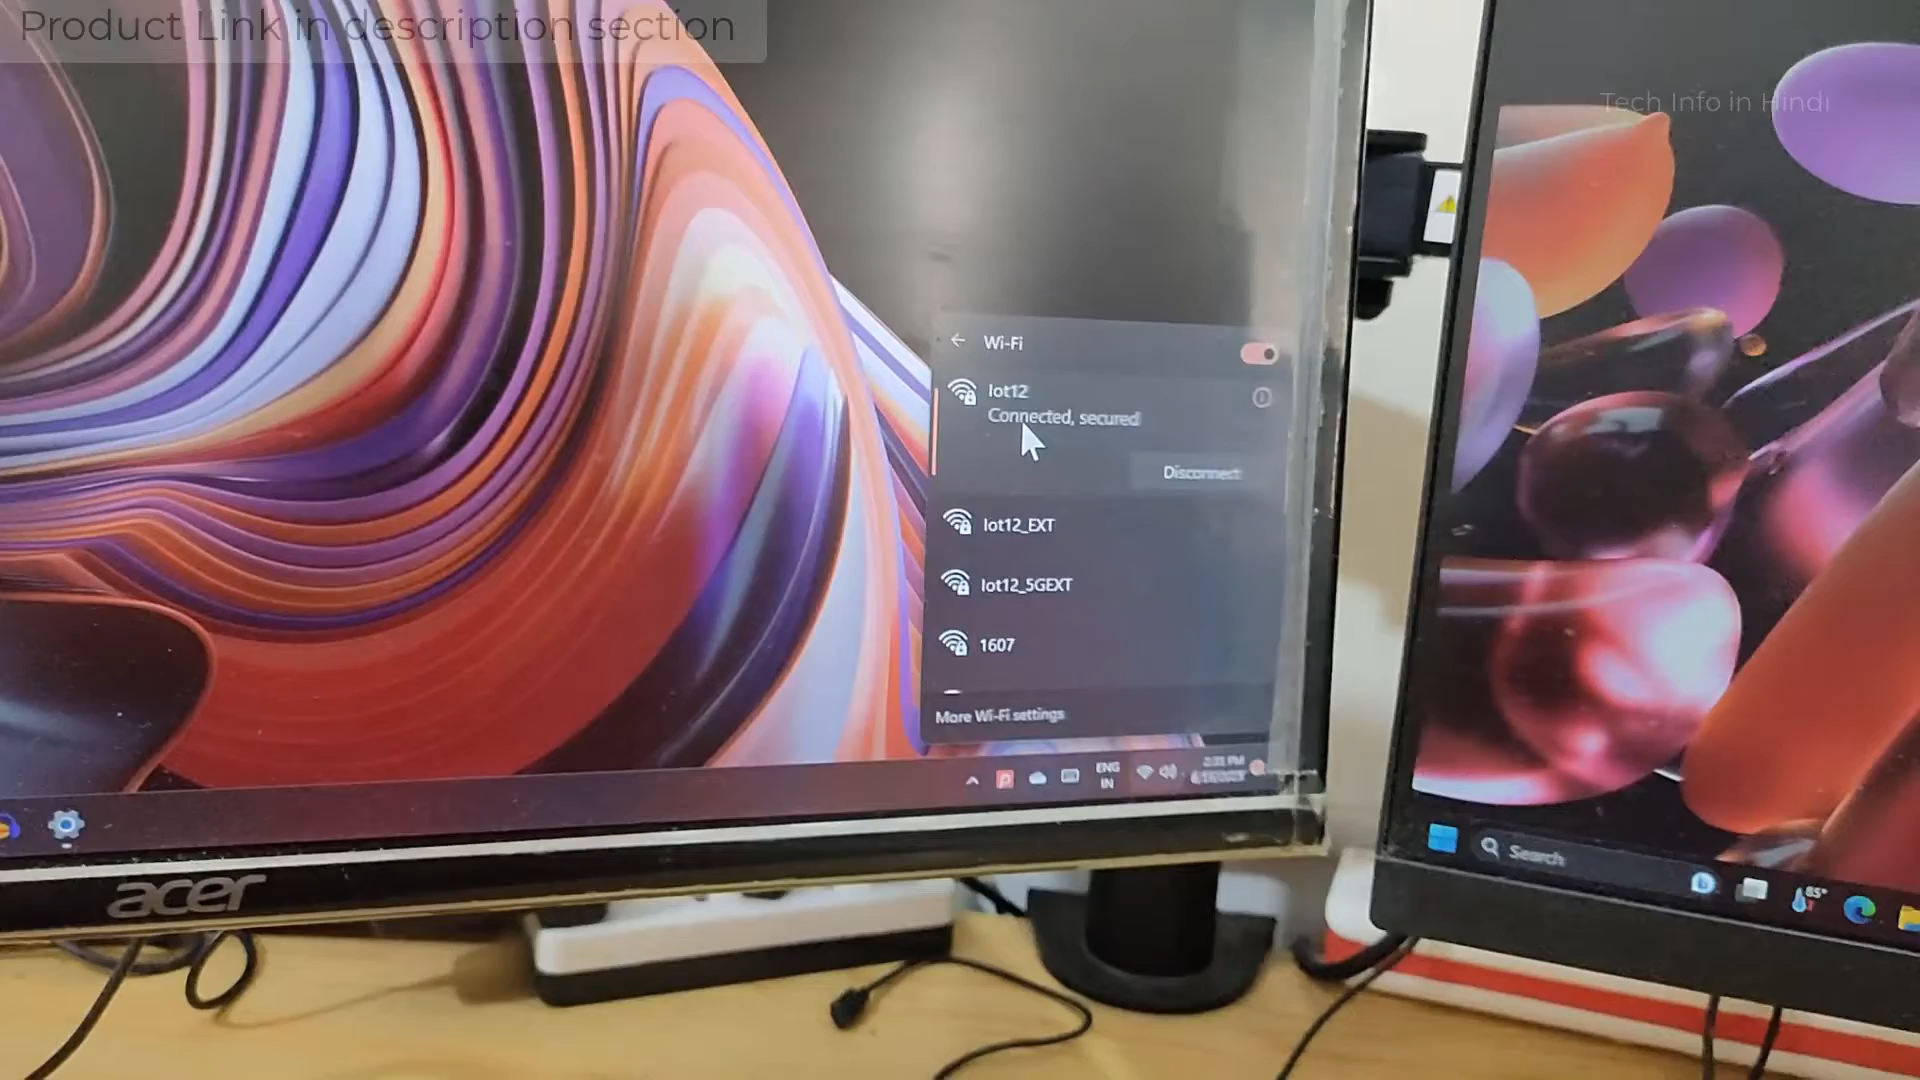 Product Link in description section
Tech Info in Hindi
Wi-Fi
Iot12
Connected, secured
Disconnect
Iot12_EXT
Iot12_5GEXT
1607
More Wi-Fi settings
ENG
IN
acer
Search
85°